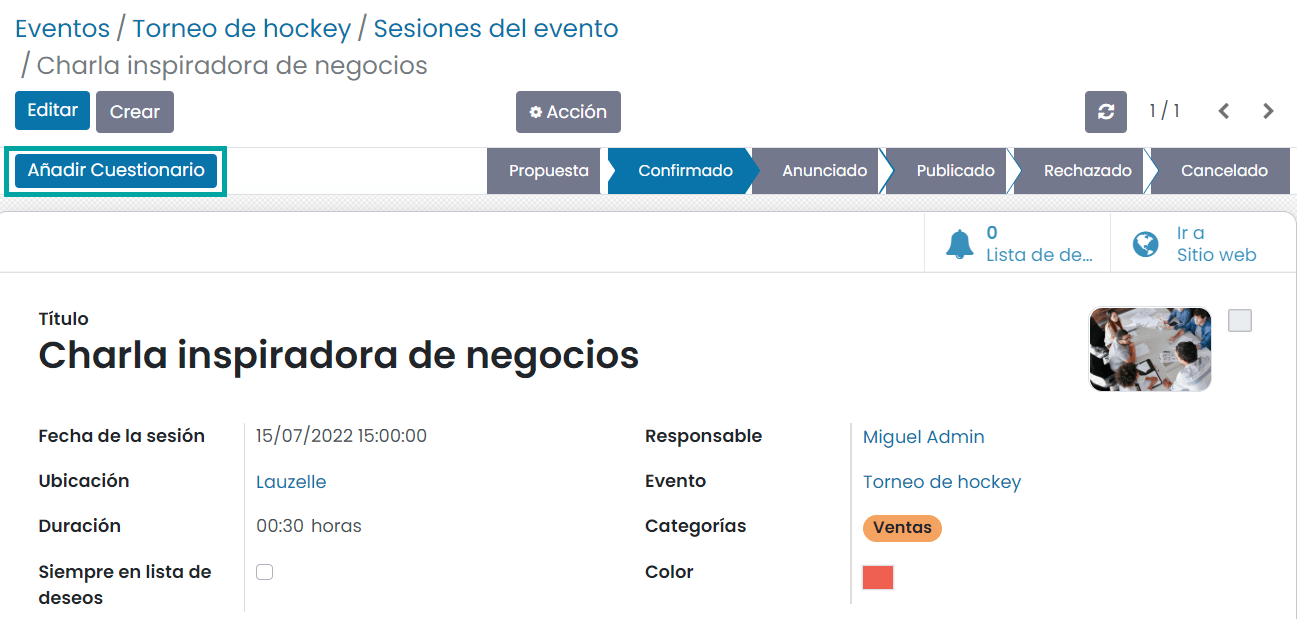 Eventos / Torneo de hockey / Sesiones del evento
/ Charla inspiradora de negocios
Editar Crear Acción 1 / 1
Añadir Cuestionario Propuesta Confirmado Anunciado Publicado Rechazado Cancelado
0 Ir a
Lista de de... Sitio web
Título
Charla inspiradora de negocios
Fecha de la sesión 15/07/2022 15:00:00 Responsable Miguel Admin
Ubicación Lauzelle Evento Torneo de hockey
Duración 00:30 horas Categorías Ventas
Siempre en lista de Color
deseos